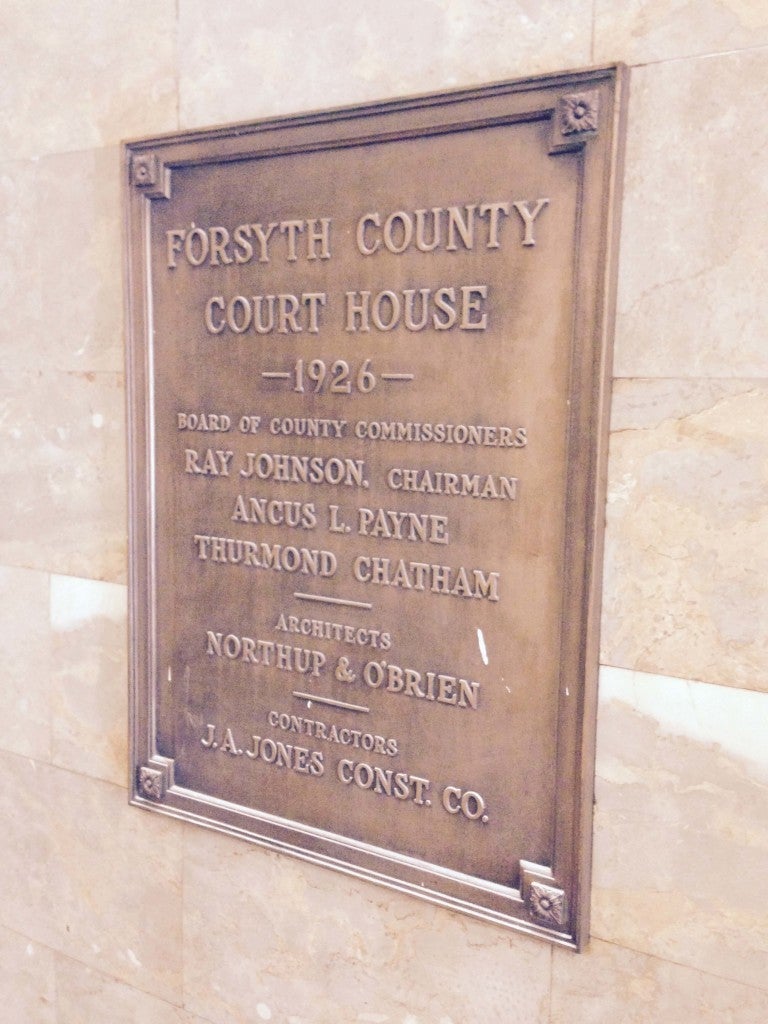 FORSYTH COUNTY
COURT HOUSE
—1926—
BOARD OF COUNTY COMMISSIONERS
RAY JOHNSON, CHAIRMAN
ANCUS L. PAYNE
THURMOND CHATHAM
ARCHITECTS
NORTHUP & O'BRIEN
CONTRACTORS
J.A. JONES CONST. CO.